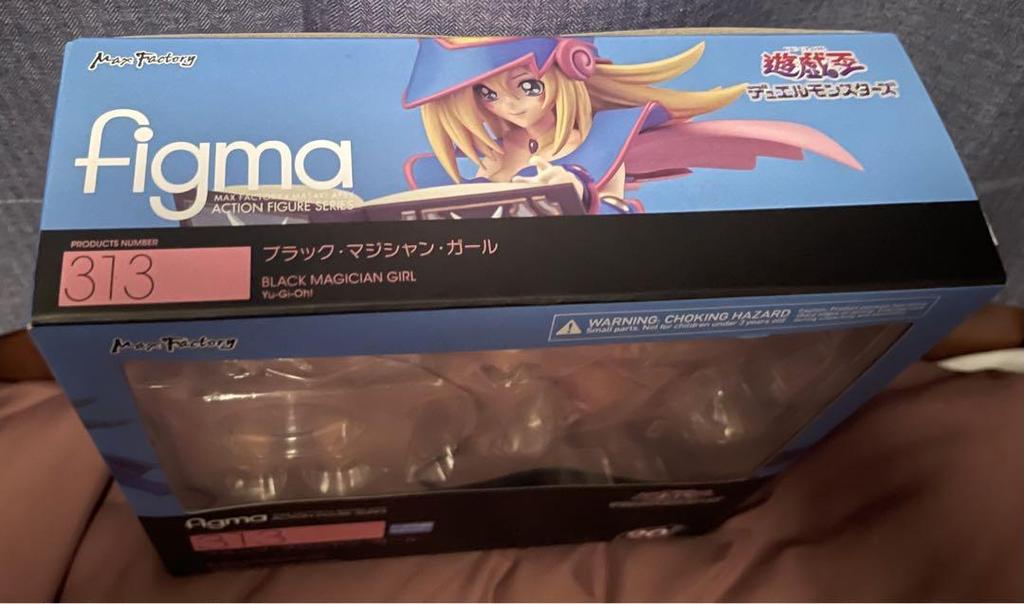 Max Factory
遊戯王
デュエルモンスターズ
figma
MAX FACTORY × MASAKI APSY
ACTION FIGURE SERIES
PRODUCTS NUMBER
313
ブラック・マジシャン・ガール
BLACK MAGICIAN GIRL
Yu-Gi-Oh!
WARNING: CHOKING HAZARD
Small parts. Not for children under 3 years old
Max Factory
figma
313